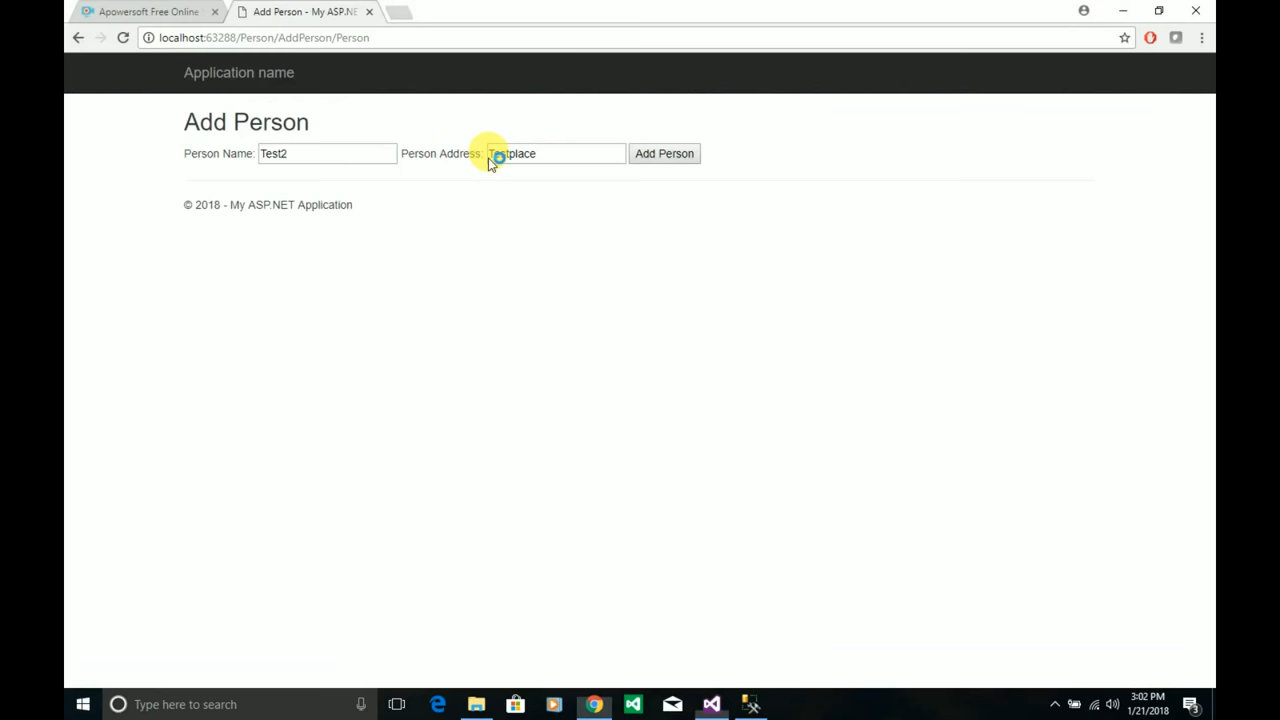 Apowersoft Free Online
Add Person - My ASP.NE
localhost:63288/Person/AddPerson/Person
Application name
Add Person
Person Name: Test2 Person Address: Testplace Add Person
© 2018 - My ASP.NET Application
Type here to search
3:02 PM
1/21/2018
3